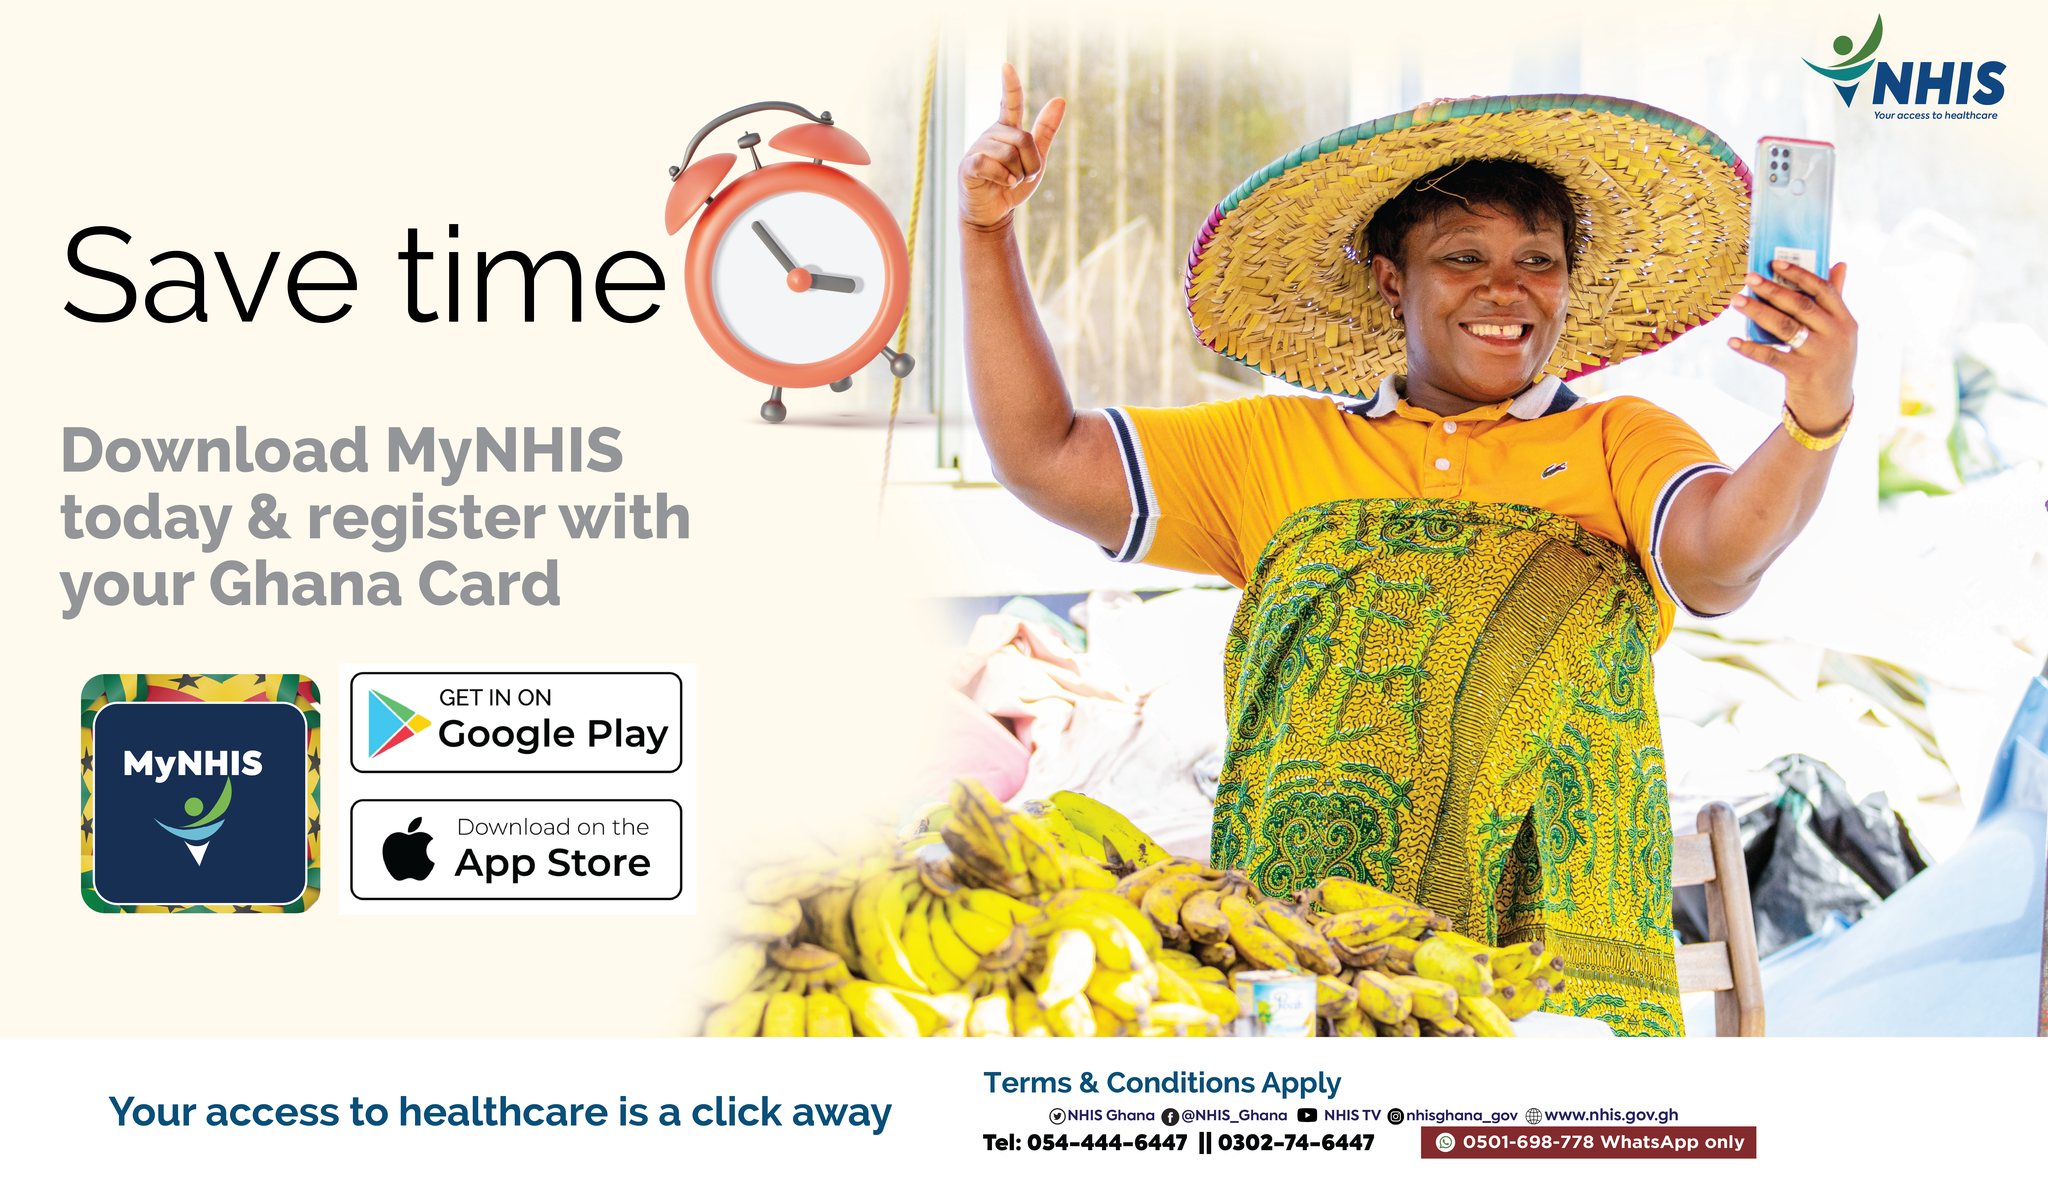 NHIS
Your access to healthcare
Save time
Download MyNHIS
today & register with
your Ghana Card
MyNHIS
GET IN ON
Google Play
Download on the
App Store
Your access to healthcare is a click away
Terms & Conditions Apply
NHIS Ghana @NHIS_Ghana NHIS TV nhisghana_gov www.nhis.gov.gh
Tel: 054-444-6447 || 0302-74-6447
0501-698-778 WhatsApp only